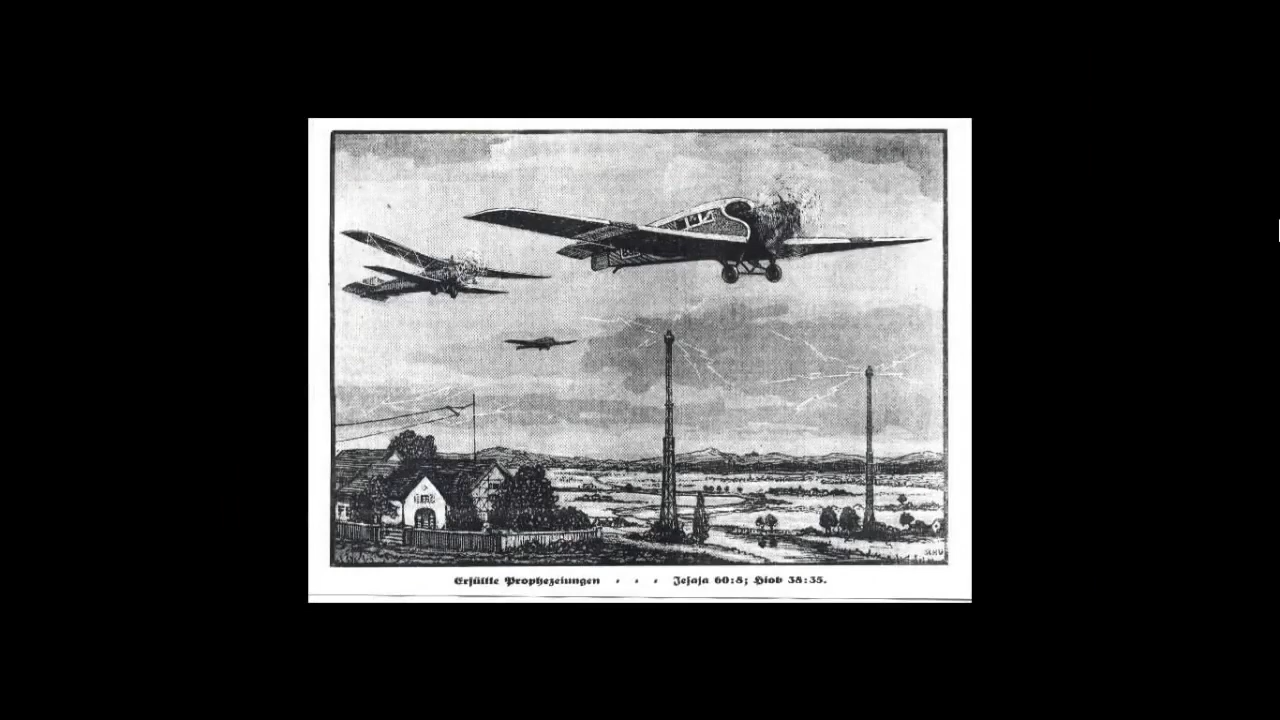 Erfüllte Prophezeiungen • • • Jesaja 60:8; Hiob 38:35.